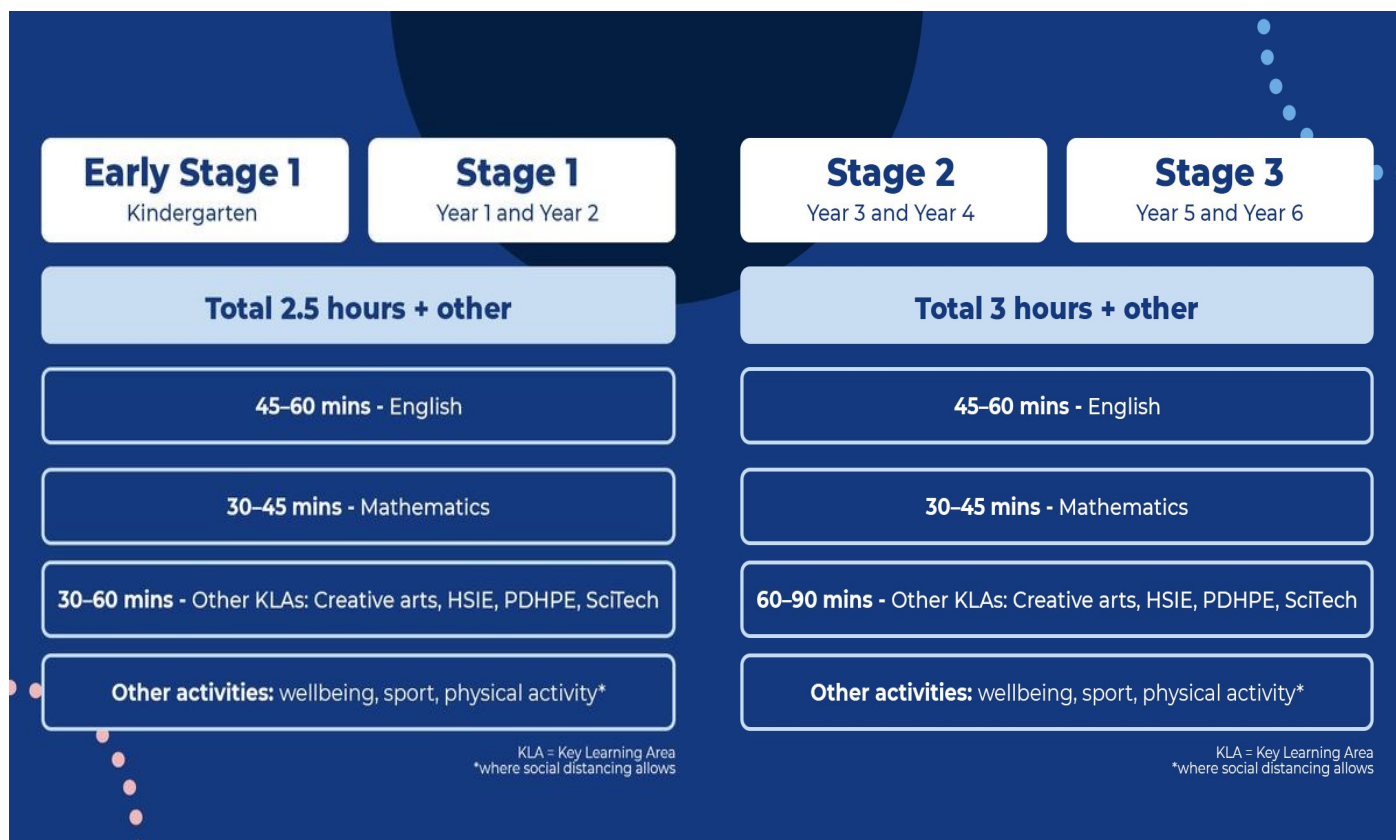 Early Stage 1
Kindergarten
Stage 1
Year 1 and Year 2
Total 2.5 hours + other
45–60 mins - English
30–45 mins - Mathematics
30–60 mins - Other KLAs: Creative arts, HSIE, PDHPE, SciTech
Other activities: wellbeing, sport, physical activity*
KLA = Key Learning Area
*where social distancing allows
Stage 2
Year 3 and Year 4
Stage 3
Year 5 and Year 6
Total 3 hours + other
45–60 mins - English
30–45 mins - Mathematics
60–90 mins - Other KLAs: Creative arts, HSIE, PDHPE, SciTech
Other activities: wellbeing, sport, physical activity*
KLA = Key Learning Area
*where social distancing allows